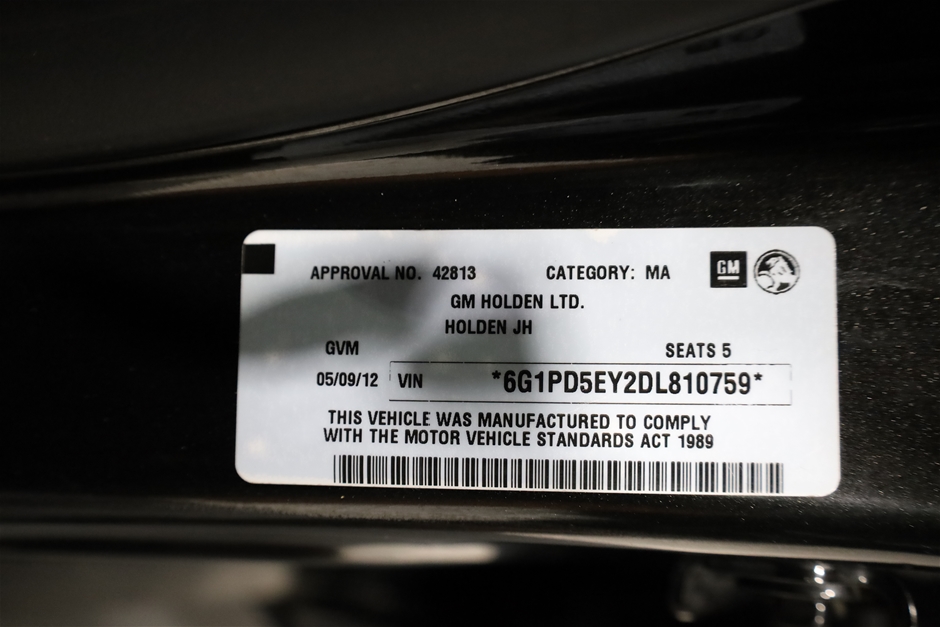 APPROVAL NO. 42813 CATEGORY: MA GM
GM HOLDEN LTD.
HOLDEN JH
GVM SEATS 5
05/09/12 VIN *6G1PD5EY2DL810759*
THIS VEHICLE WAS MANUFACTURED TO COMPLY
WITH THE MOTOR VEHICLE STANDARDS ACT 1989